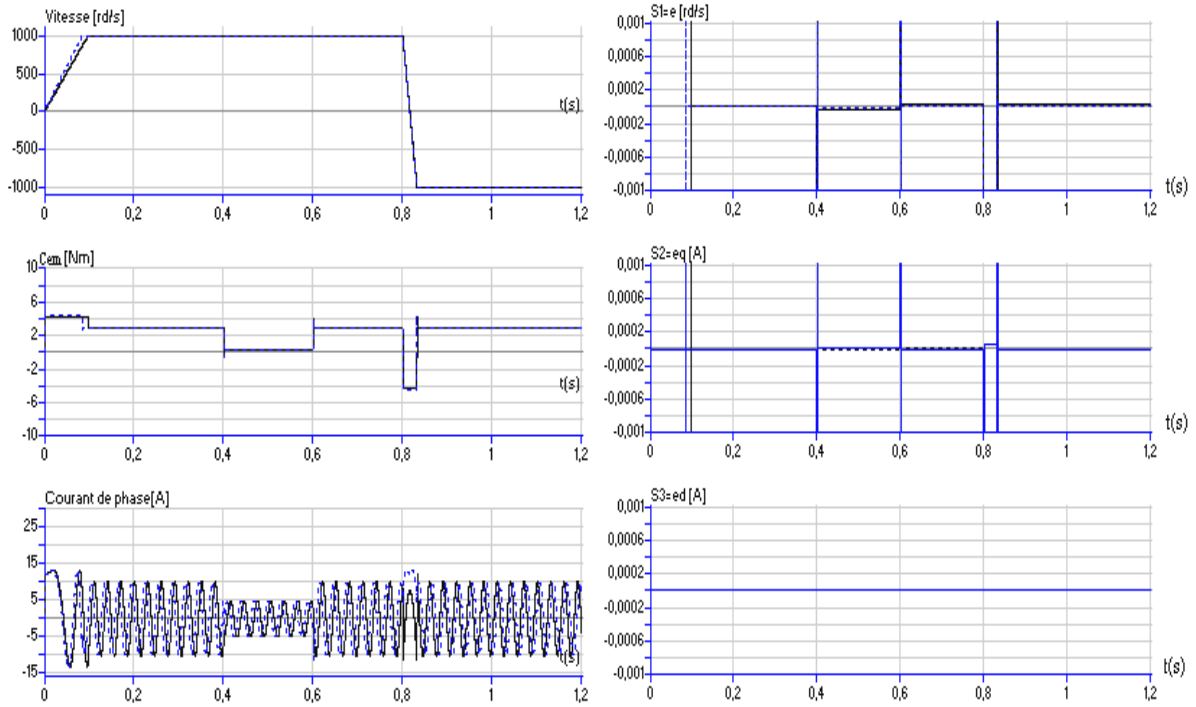 Vitesse [rd/s]
1000
500
0
-500
-1000
t(s)
0 0,2 0,4 0,6 0,8 1 1,2
S1=e [rd/s]
0,001
0,0006
0,0002
-0,0002
-0,0006
-0,001
t(s)
0 0,2 0,4 0,6 0,8 1 1,2
Cem [Nm]
10
6
2
-2
-6
-10
t(s)
0 0,2 0,4 0,6 0,8 1 1,2
S2=eq [A]
0,001
0,0006
0,0002
-0,0002
-0,0006
-0,001
t(s)
0 0,2 0,4 0,6 0,8 1 1,2
Courant de phase[A]
25
15
5
-5
-15
t(s)
0 0,2 0,4 0,6 0,8 1 1,2
S3=ed [A]
0,001
0,0006
0,0002
-0,0002
-0,0006
-0,001
t(s)
0 0,2 0,4 0,6 0,8 1 1,2